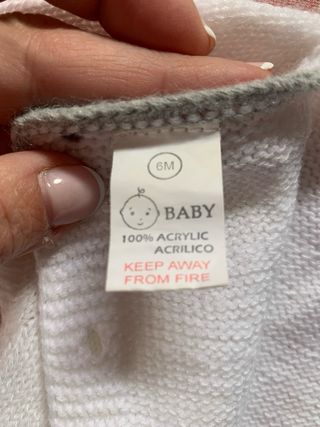 6M
BABY
100% ACRYLIC
ACRILICO
KEEP AWAY
FROM FIRE